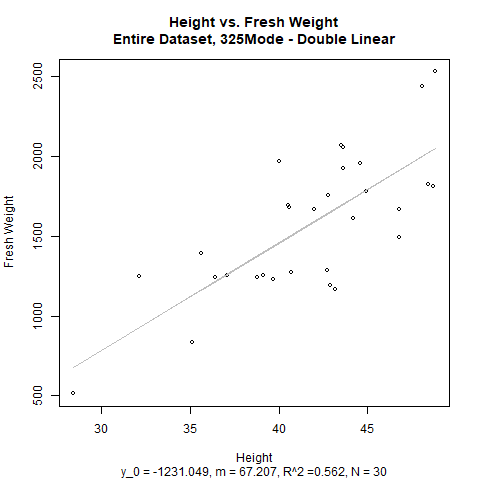 Height vs. Fresh Weight
Entire Dataset, 325Mode - Double Linear
Fresh Weight
2500
2000
1500
1000
500
30 35 40 45
Height
y_0 = -1231.049, m = 67.207, R^2 =0.562, N = 30